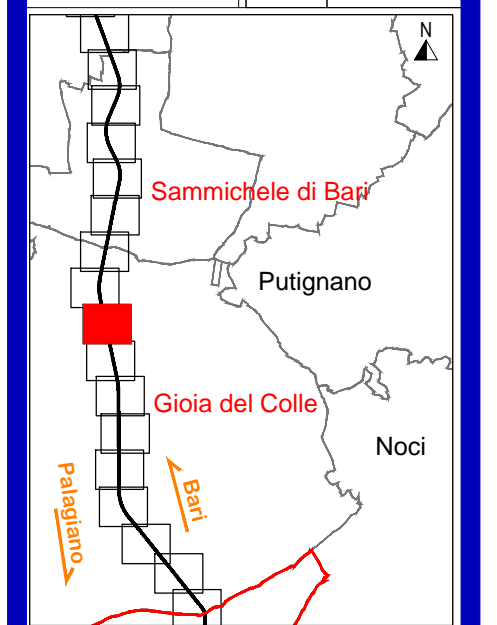 N
Sammichele di Bari
Putignano
Gioia del Colle
Noci
Bari
Palagiano